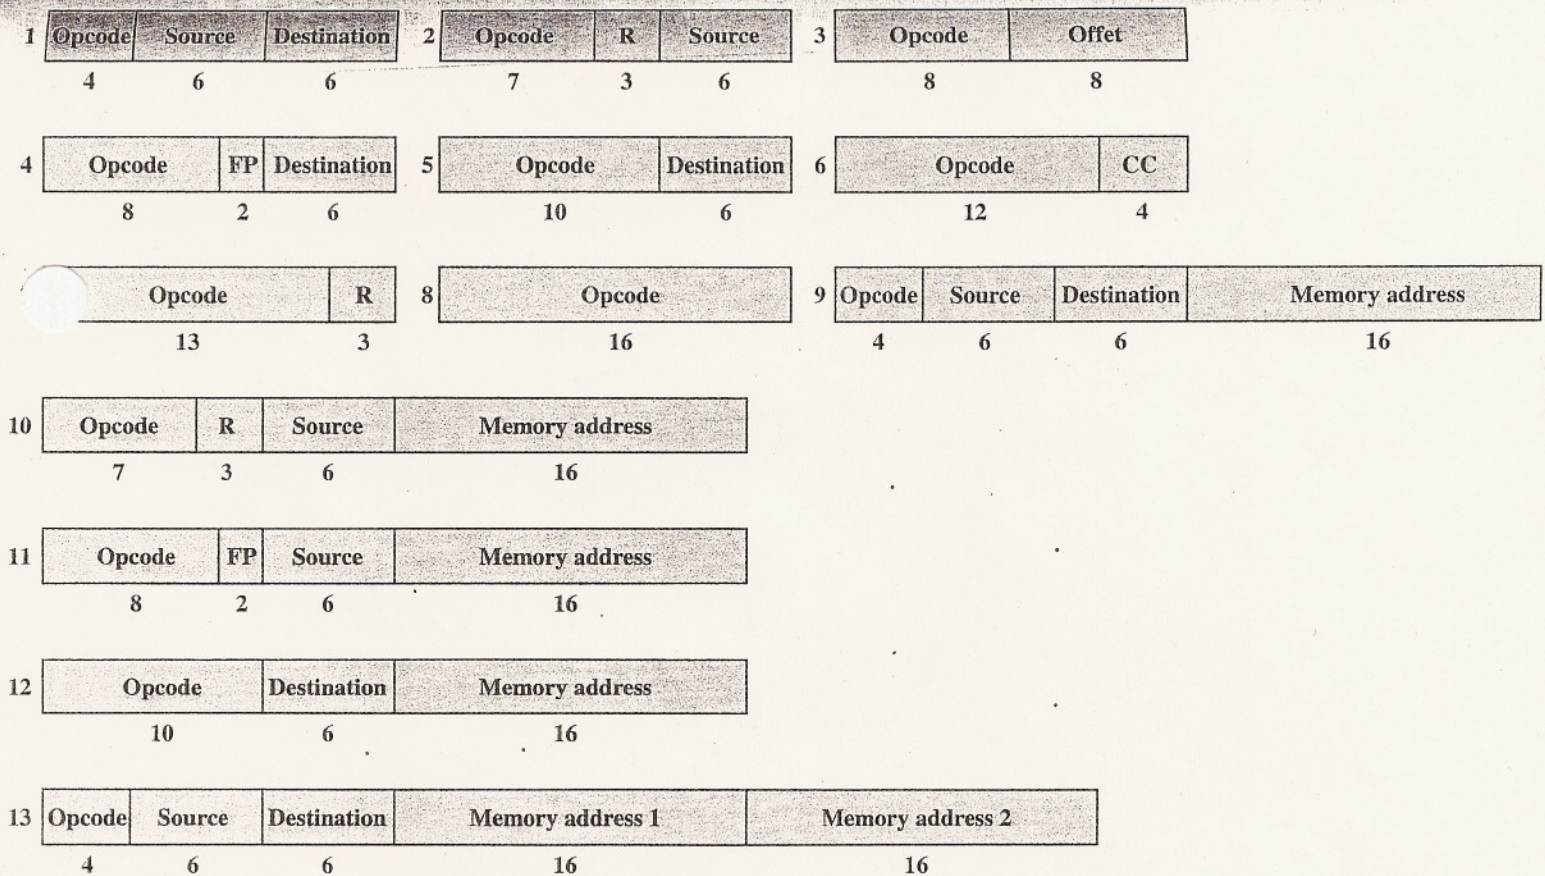 1 Opcode Source Destination 2 Opcode R Source 3 Opcode Offet
4 6 6 7 3 6 8 8
4 Opcode FP Destination 5 Opcode Destination 6 Opcode CC
8 2 6 10 6 12 4
Opcode R 8 Opcode 9 Opcode Source Destination Memory address
13 3 16 4 6 6 16
10 Opcode R Source Memory address
7 3 6 16
11 Opcode FP Source Memory address
8 2 6 16
12 Opcode Destination Memory address
10 6 16
13 Opcode Source Destination Memory address 1 Memory address 2
4 6 6 16 16